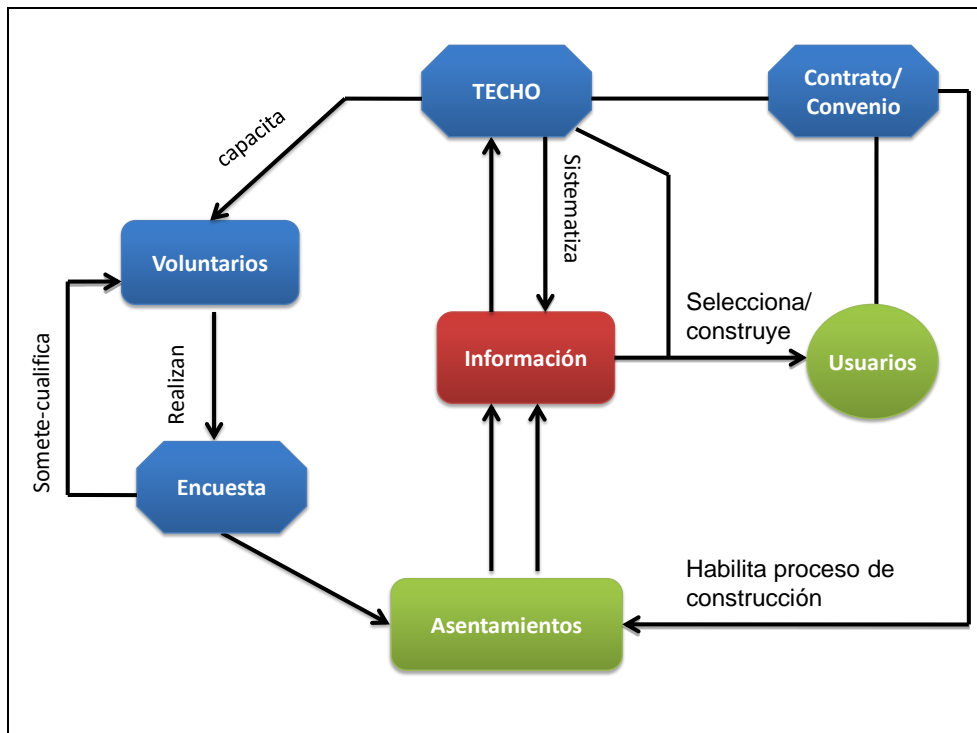 TECHO
Contrato/
Convenio
capacita
Sistematiza
Voluntarios
Selecciona/
construye
Información
Usuarios
Somete-cualifica
Realizan
Encuesta
Habilita proceso de
construcción
Asentamientos